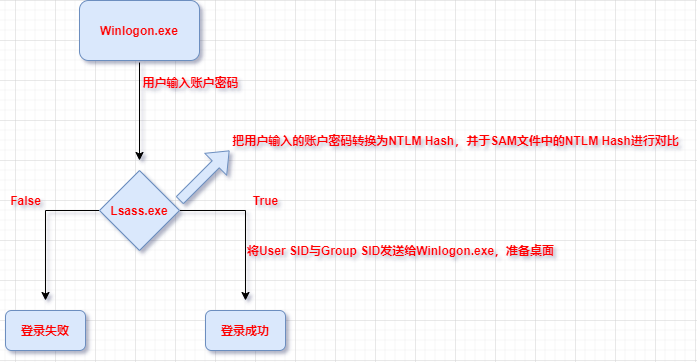 Winlogon.exe
用户输入账户密码
把用户输入的账户密码转换为NTLM Hash，并于SAM文件中的NTLM Hash进行对比
False
Lsass.exe
True
将User SID与Group SID发送给Winlogon.exe，准备桌面
登录失败
登录成功